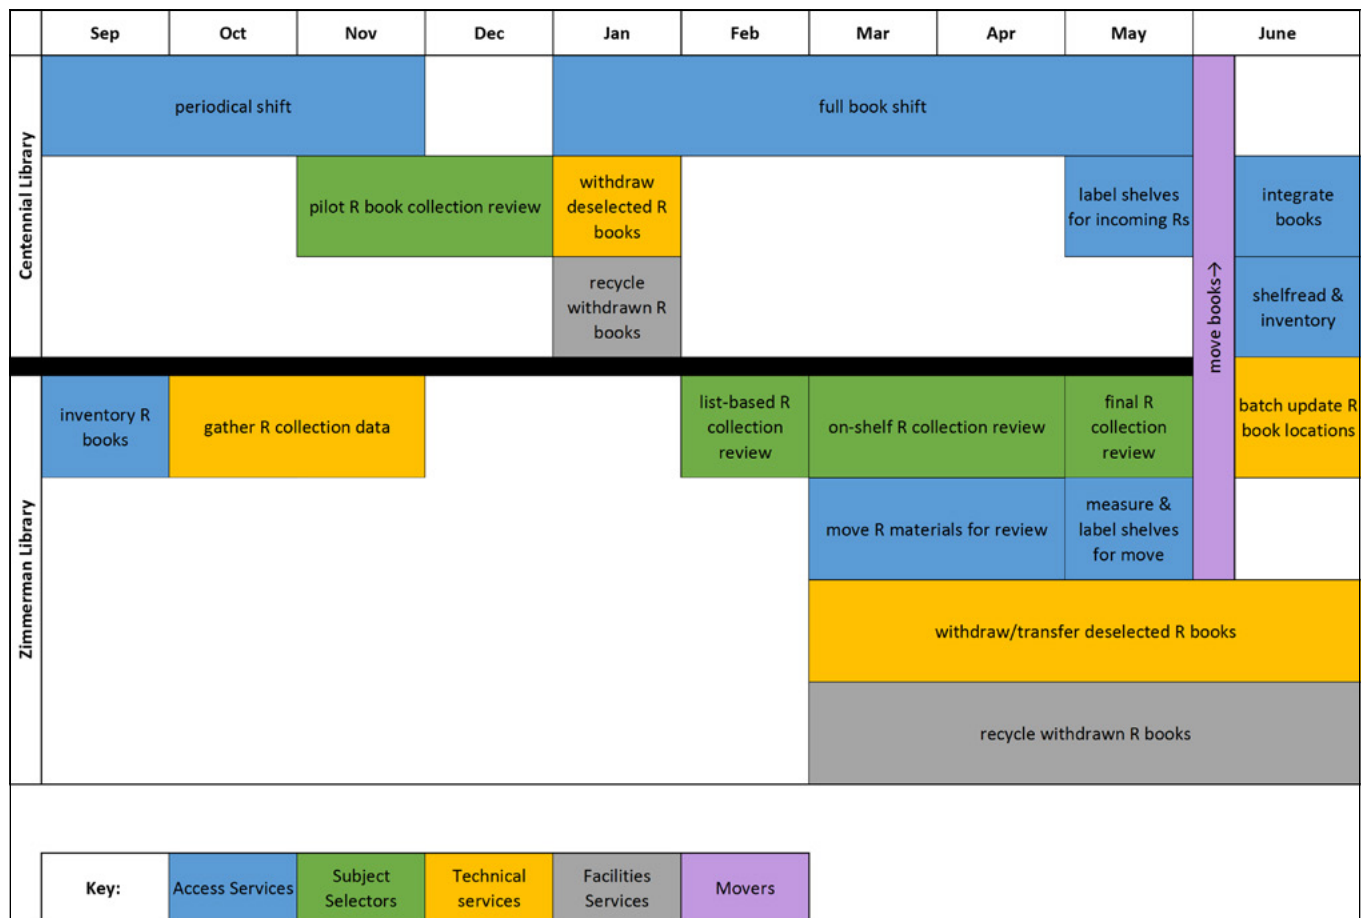 Sep Oct Nov Dec Jan Feb Mar Apr May June
Centennial Library
periodical shift
full book shift
move books→
pilot R book collection review
withdraw
deselected R
books
label shelves
for incoming Rs
integrate
books
recycle
withdrawn R
books
shelfread &
inventory
Zimmerman Library
inventory R
books
gather R collection data
list-based R
collection
review
on-shelf R collection review
final R
collection
review
batch update R
book locations
move R materials for review
measure &
label shelves
for move
withdraw/transfer deselected R books
recycle withdrawn R books
Key:
Access Services
Subject
Selectors
Technical
services
Facilities
Services
Movers